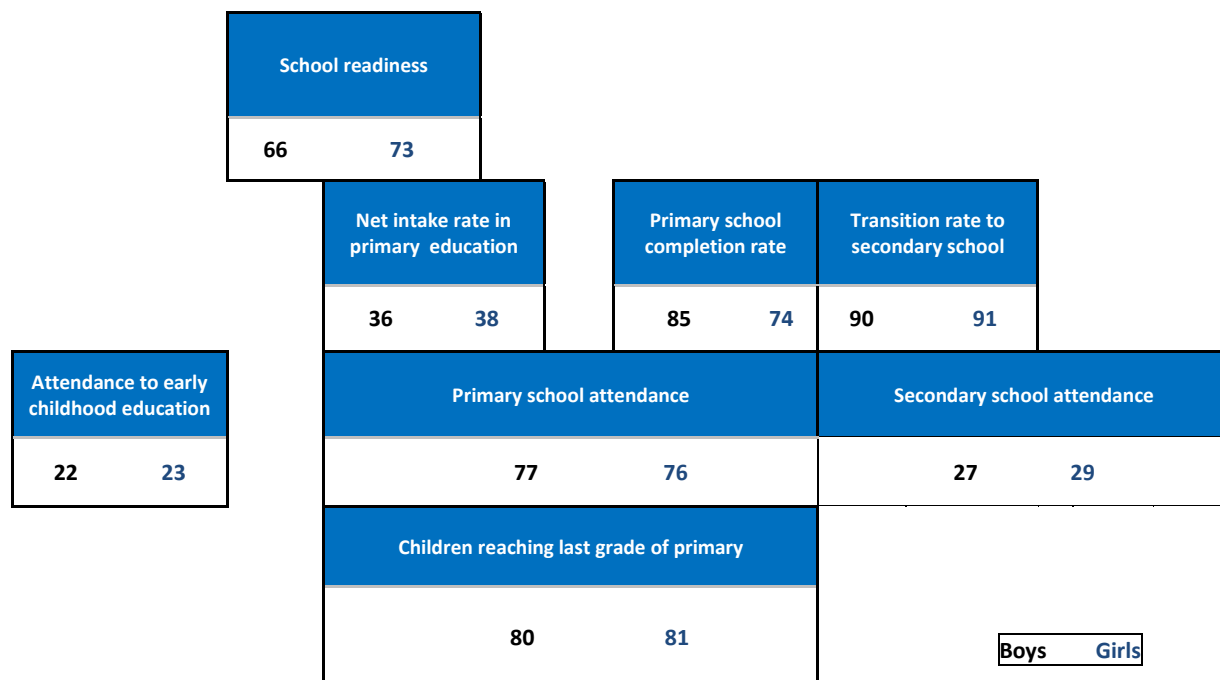 School readiness
66 73
Net intake rate in
primary education
36 38
Primary school
completion rate
85 74
Transition rate to
secondary school
90 91
Attendance to early
childhood education
22 23
Primary school attendance
77 76
Secondary school attendance
27 29
Children reaching last grade of primary
80 81
Boys Girls